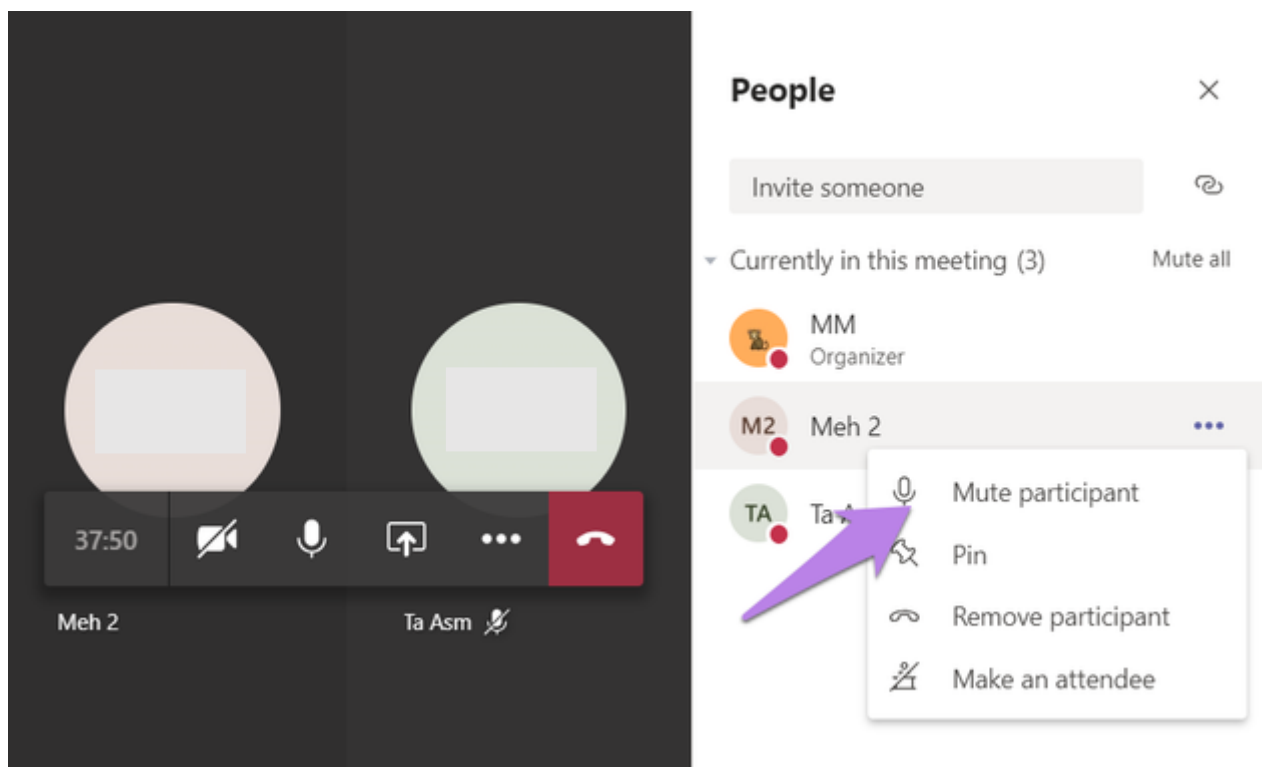 People
Invite someone
Currently in this meeting (3)
Mute all
MM
Organizer
M2
Meh 2
TA
Mute participant
Pin
Remove participant
Make an attendee
37:50
Meh 2
Ta Asm